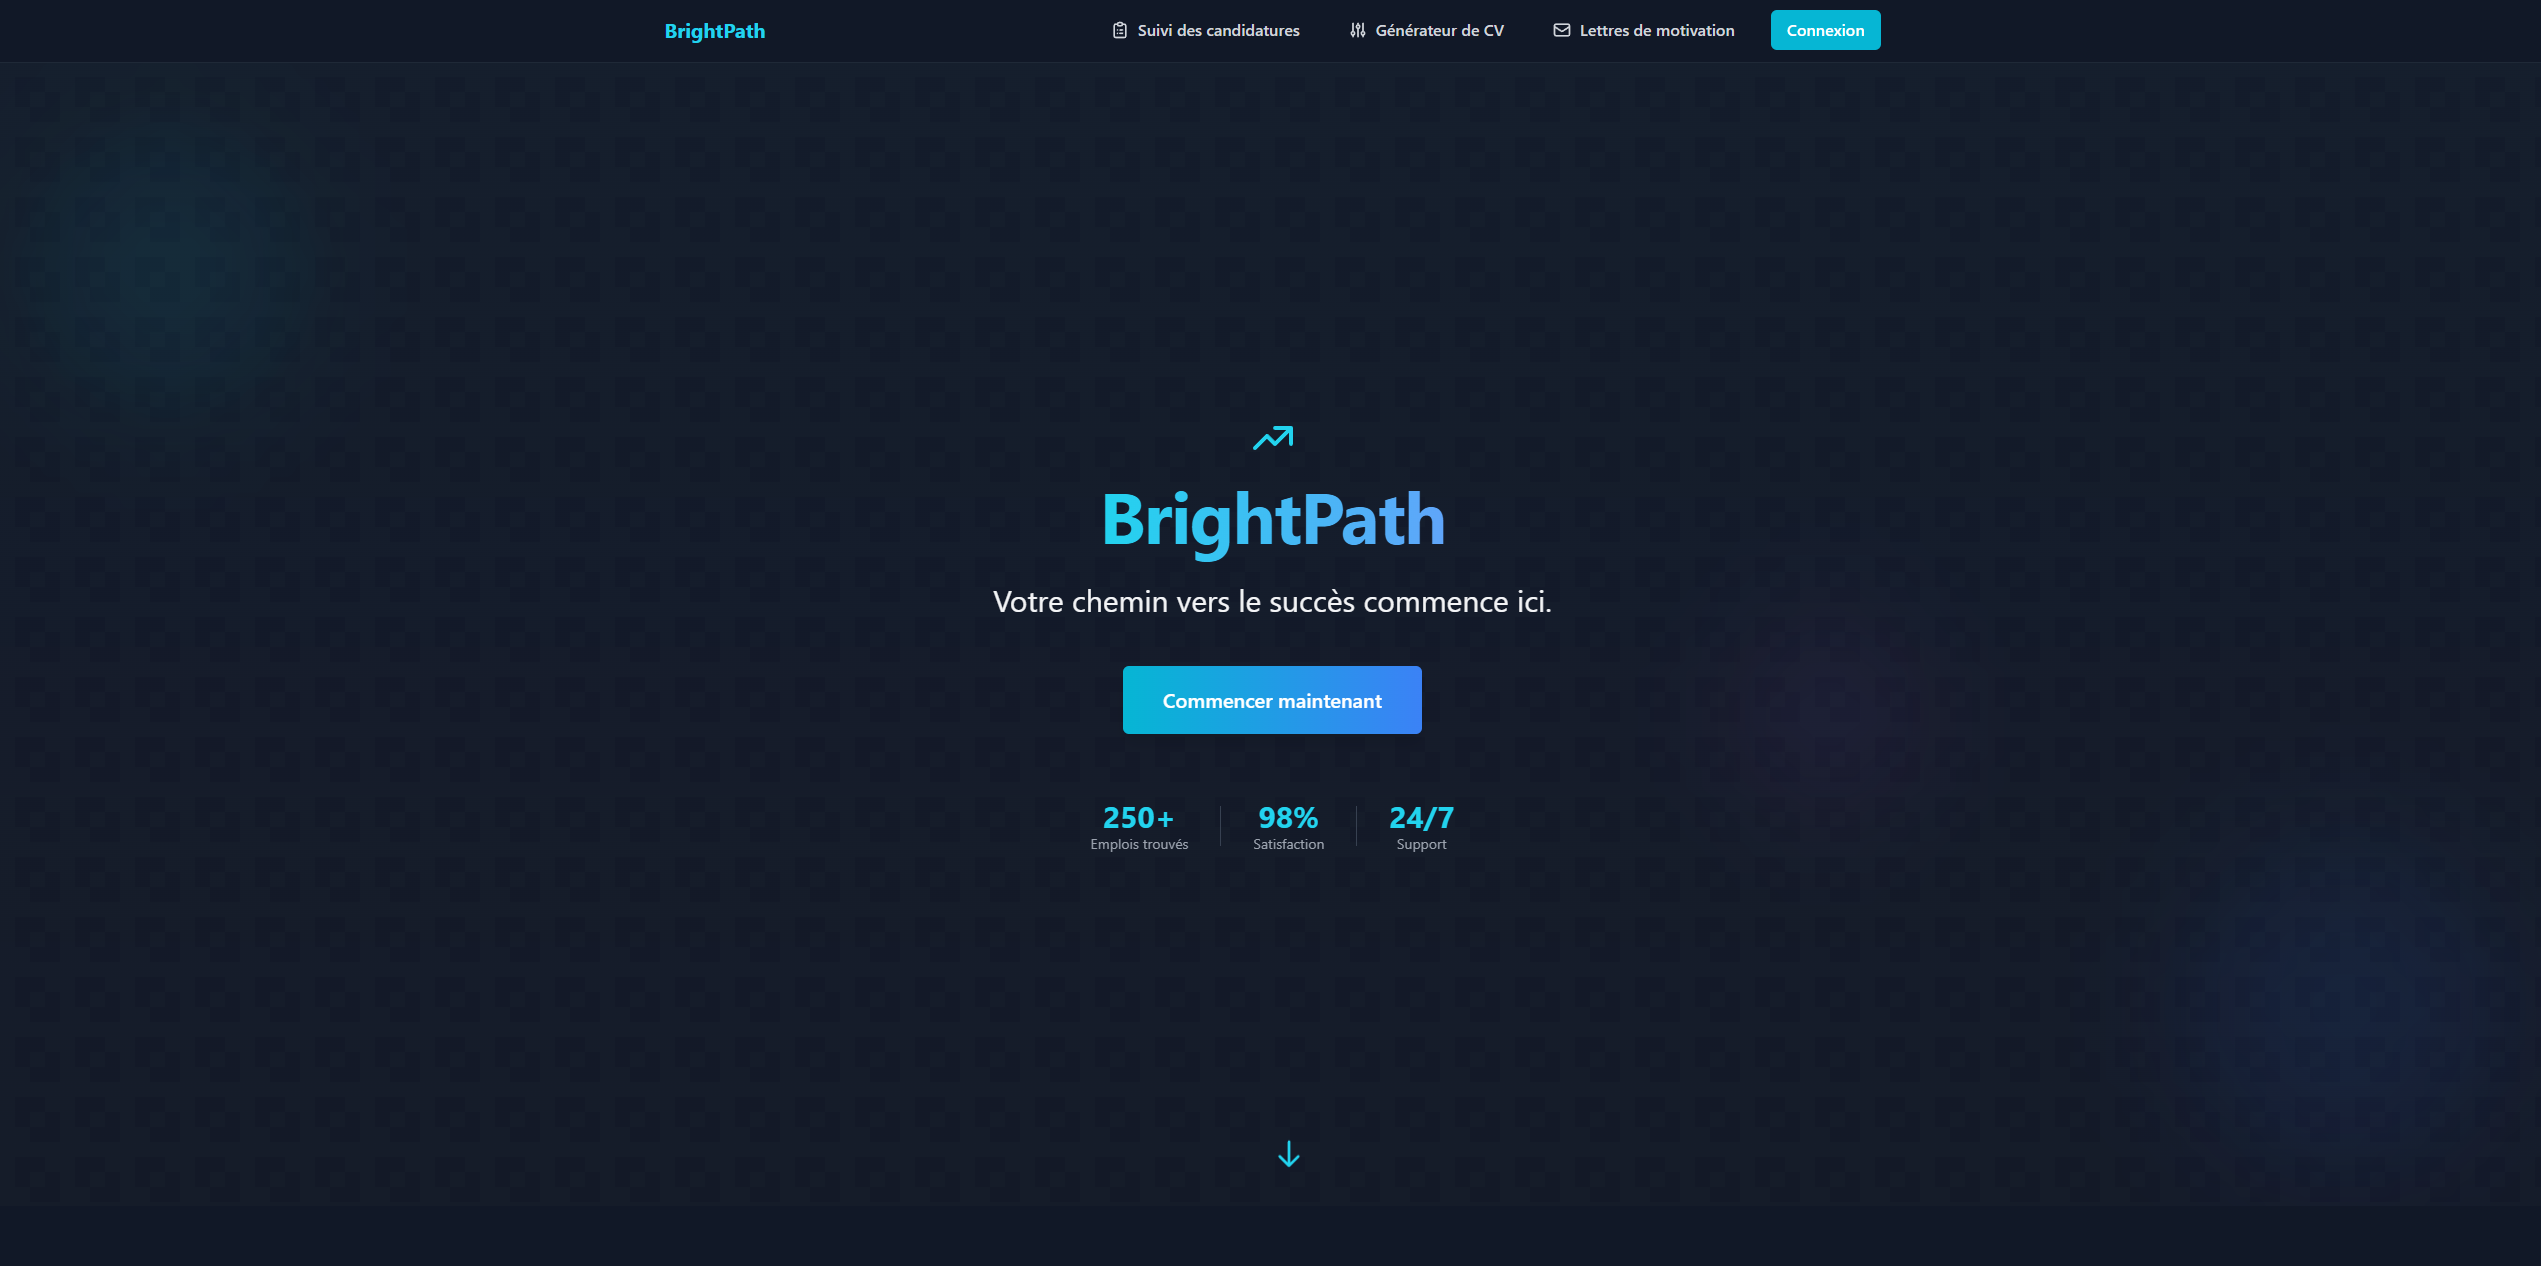 BrightPath
Suivi des candidatures
Générateur de CV
Lettres de motivation
Connexion
BrightPath
Votre chemin vers le succès commence ici.
Commencer maintenant
250+
Emplois trouvés
98%
Satisfaction
24/7
Support